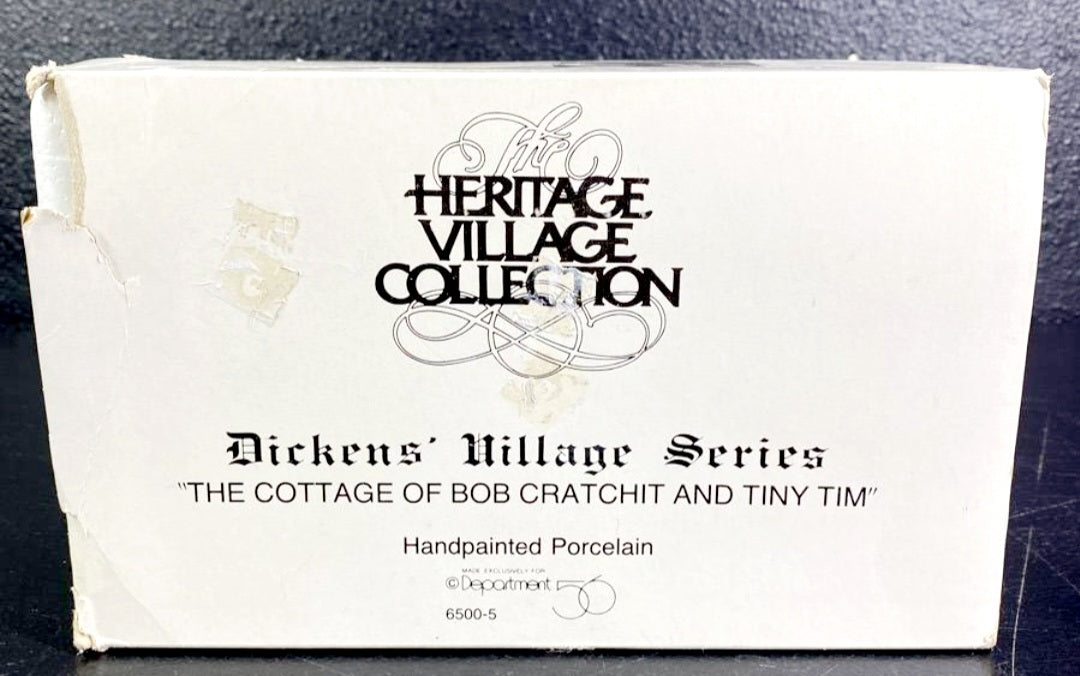 The
HERITAGE
VILLAGE
COLLECTION
Dickens' Village Series
"THE COTTAGE OF BOB CRATCHIT AND TINY TIM"
Handpainted Porcelain
MADE EXCLUSIVELY FOR
© Department 56
6500-5